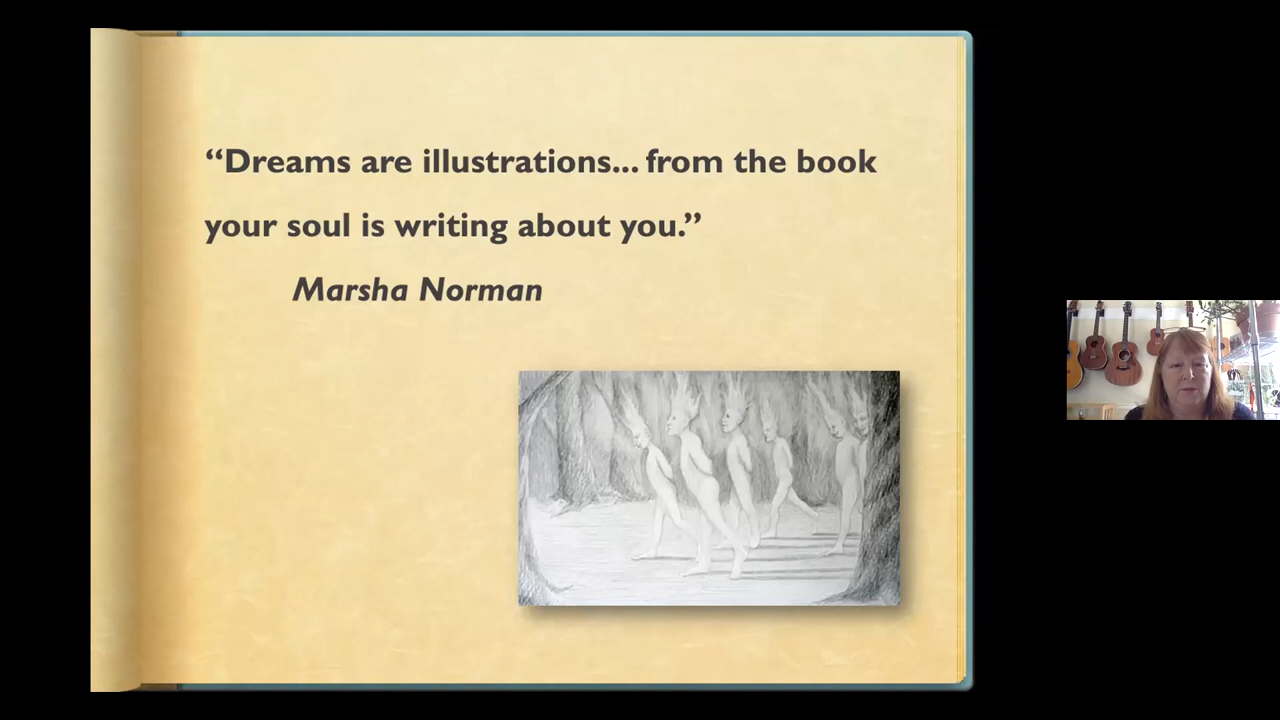 “Dreams are illustrations... from the book
your soul is writing about you.”
Marsha Norman